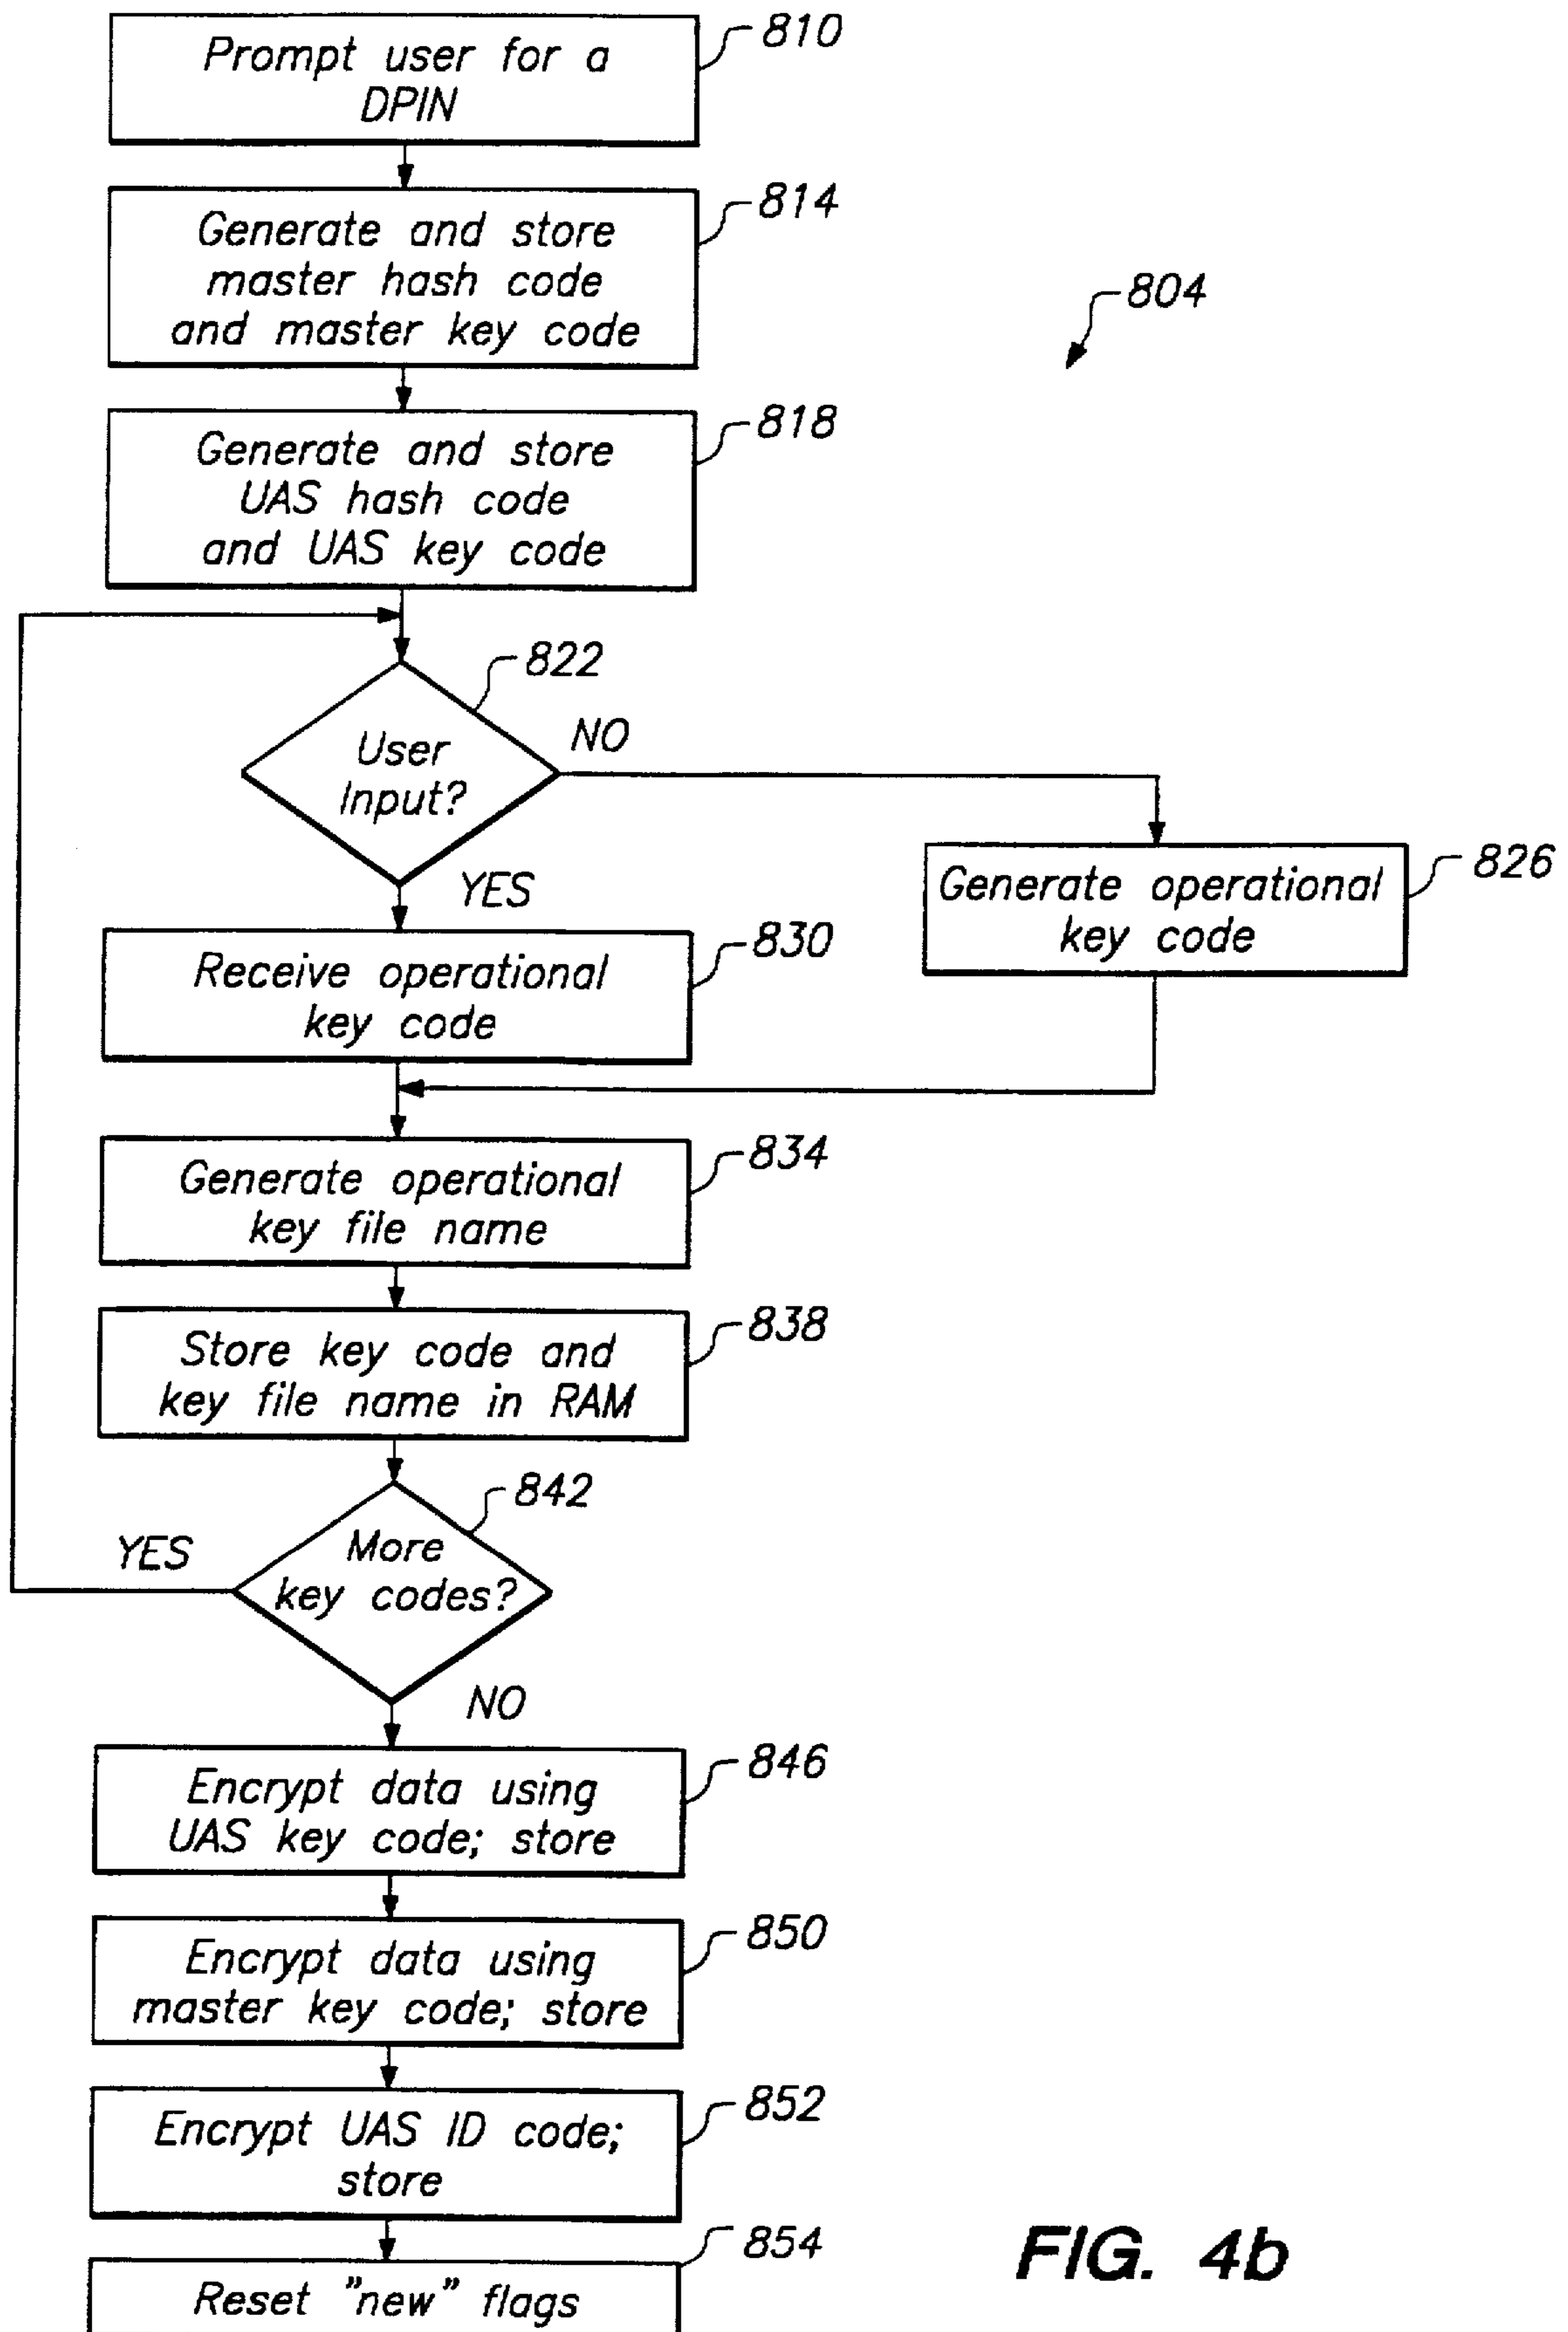 Prompt user for a
DPIN
810
Generate and store
master hash code
and master key code
814
804
Generate and store
UAS hash code
and UAS key code
818
User
Input?
822
NO
YES
Generate operational
key code
826
Receive operational
key code
830
Generate operational
key file name
834
Store key code and
key file name in RAM
838
More
key codes?
842
YES
NO
Encrypt data using
UAS key code; store
846
Encrypt data using
master key code; store
850
Encrypt UAS ID code;
store
852
Reset "new" flags
854
FIG. 4b